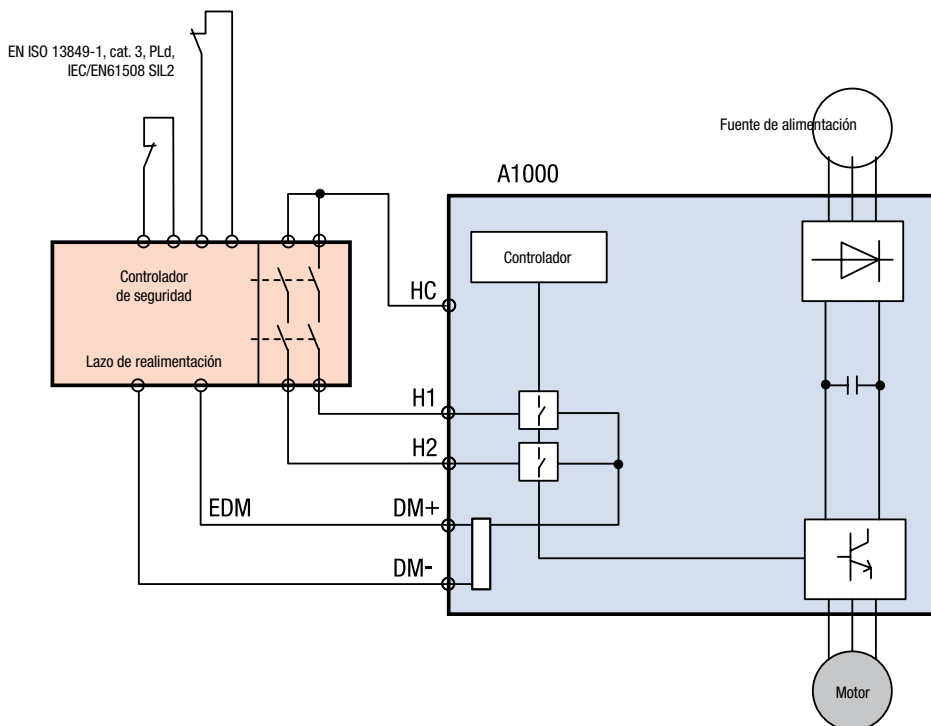 EN ISO 13849-1, cat. 3, PLd,
IEC/EN61508 SIL2
Fuente de alimentación
A1000
Controlador
Controlador
de seguridad
HC
Lazo de realimentación
H1
H2
EDM
DM+
DM-
Motor